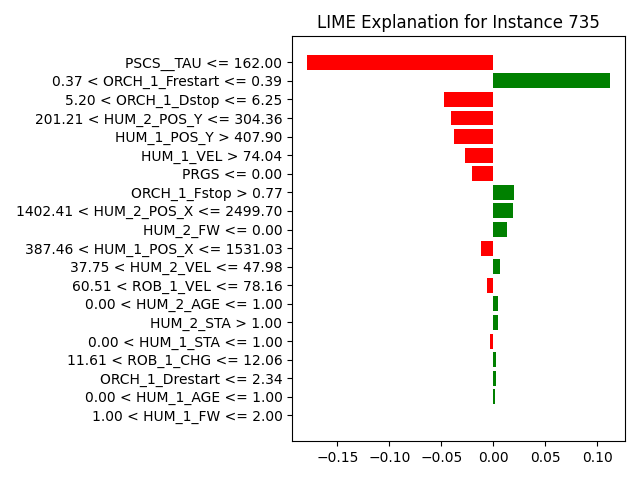 LIME Explanation for Instance 735
PSCS__TAU <= 162.00
0.37 < ORCH_1_Frestart <= 0.39
5.20 < ORCH_1_Dstop <= 6.25
201.21 < HUM_2_POS_Y <= 304.36
HUM_1_POS_Y > 407.90
HUM_1_VEL > 74.04
PRGS <= 0.00
ORCH_1_Fstop > 0.77
1402.41 < HUM_2_POS_X <= 2499.70
HUM_2_FW <= 0.00
387.46 < HUM_1_POS_X <= 1531.03
37.75 < HUM_2_VEL <= 47.98
60.51 < ROB_1_VEL <= 78.16
0.00 < HUM_2_AGE <= 1.00
HUM_2_STA > 1.00
0.00 < HUM_1_STA <= 1.00
11.61 < ROB_1_CHG <= 12.06
ORCH_1_Drestart <= 2.34
0.00 < HUM_1_AGE <= 1.00
1.00 < HUM_1_FW <= 2.00
−0.15 −0.10 −0.05 0.00 0.05 0.10